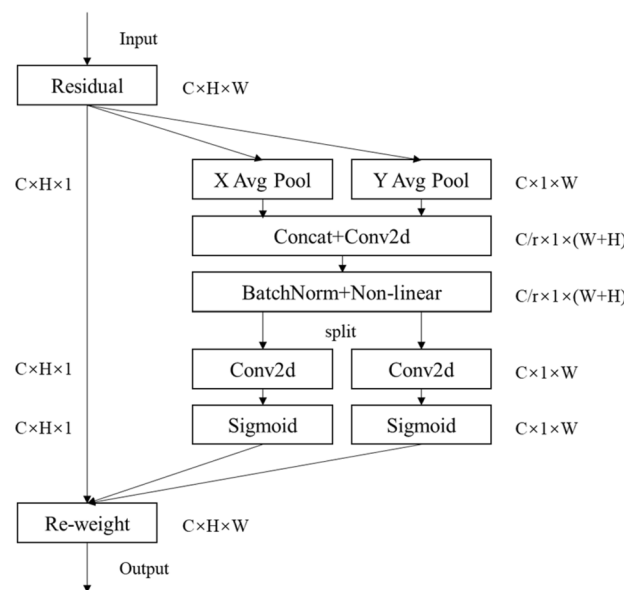 Input
Residual
C×H×W
C×H×1
X Avg Pool
Y Avg Pool
C×1×W
Concat+Conv2d
C/r×1×(W+H)
BatchNorm+Non-linear
C/r×1×(W+H)
split
C×H×1
Conv2d
Conv2d
C×1×W
C×H×1
Sigmoid
Sigmoid
C×1×W
Re-weight
C×H×W
Output